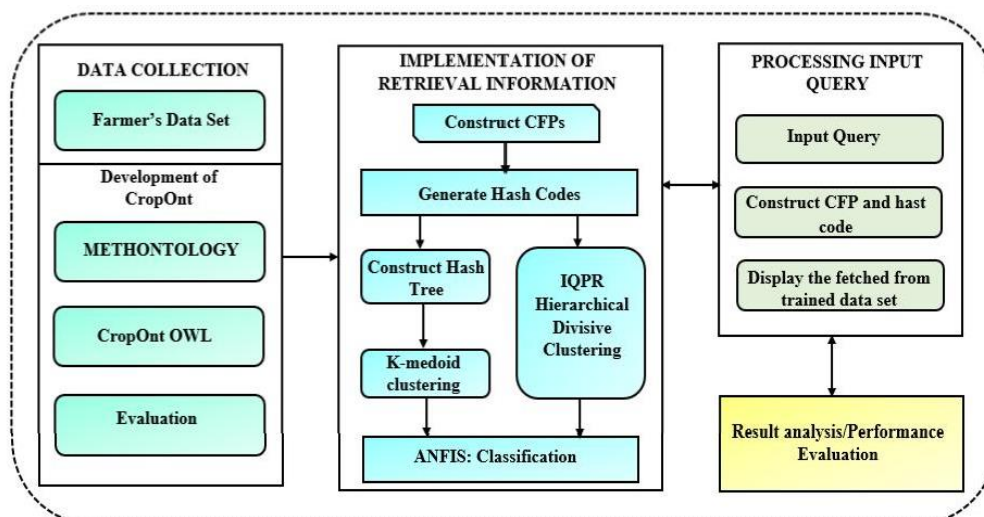 DATA COLLECTION
Farmer's Data Set
Development of
CropOnt
METHONTOLOGY
CropOnt OWL
Evaluation
IMPLEMENTATION OF
RETRIEVAL INFORMATION
Construct CFPs
Generate Hash Codes
Construct Hash
Tree
K-medoid
clustering
IQPR
Hierarchical
Divisive
Clustering
ANFIS: Classification
PROCESSING INPUT
QUERY
Input Query
Construct CFP and hast
code
Display the fetched from
trained data set
Result analysis/Performance
Evaluation